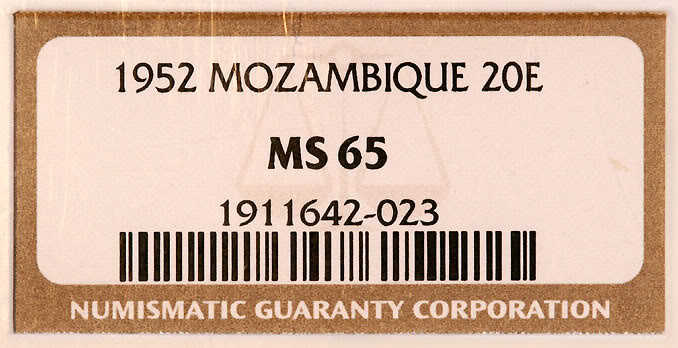 1952 MOZAMBIQUE 20E
MS 65
1911642-023
NUMISMATIC GUARANTY CORPORATION